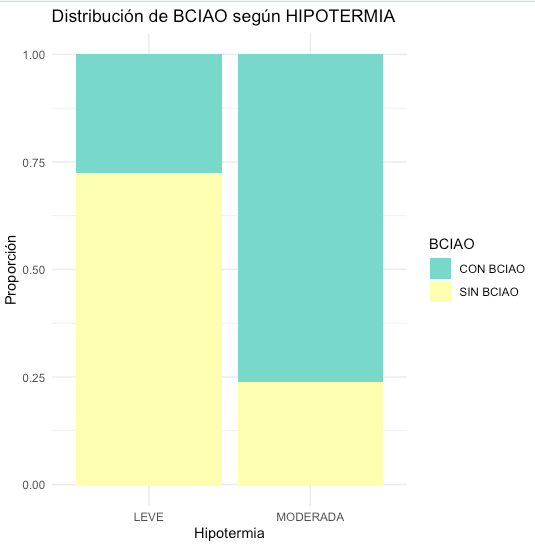 Distribución de BCIAO según HIPOTERMIA
1.00
0.75
0.50
0.25
0.00
Proporción
LEVE
MODERADA
Hipotermia
BCIAO
CON BCIAO
SIN BCIAO